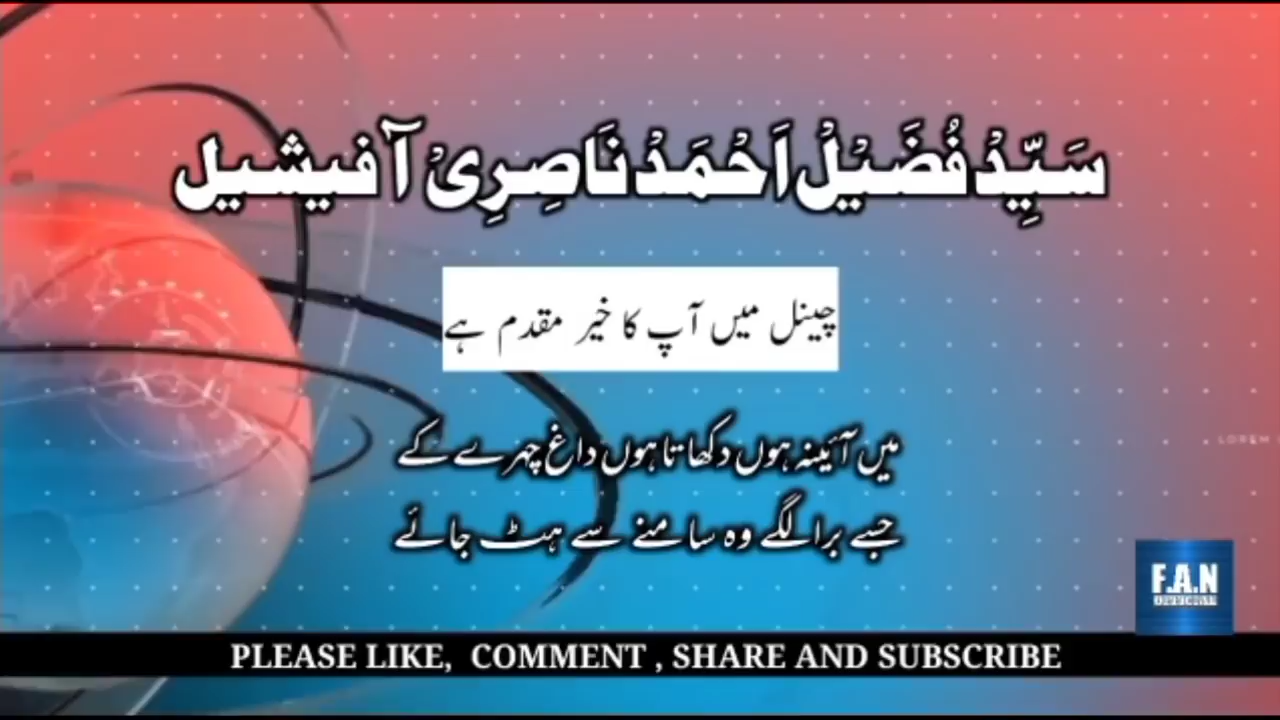 سَیِّدْ فُضَیْلْ اَحْمَدْ نَاصِرِیْ آفیشیل
چینل میں آپ کا خیر مقدم ہے
میں آئینہ ہوں دکھاتا ہوں داغ چہرے کے
جسے برا لگے وہ سامنے سے ہٹ جائے
LOREM
F.A.N
PLEASE LIKE, COMMENT , SHARE AND SUBSCRIBE